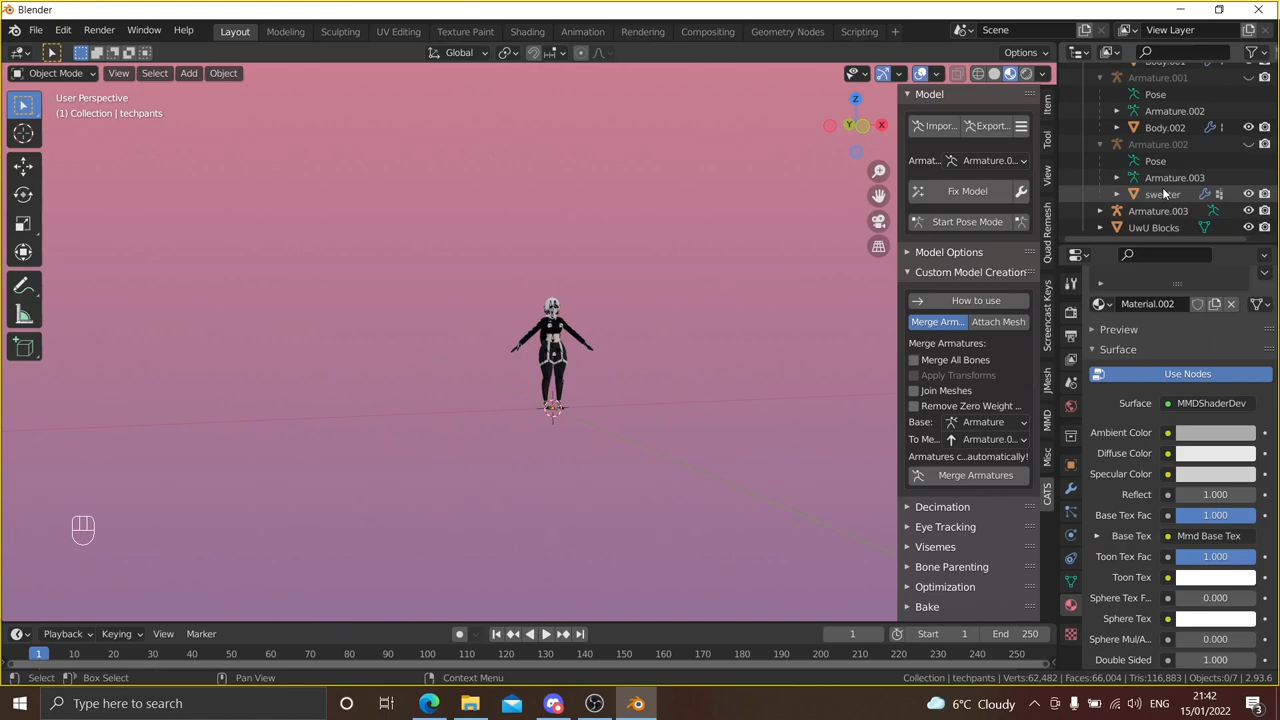 Blender
File Edit Render Window Help Layout Modeling Sculpting UV Editing Texture Paint Shading Animation Rendering Compositing Geometry Nodes Scripting + Scene View Layer
Global Options
Object Mode View Select Add Object
User Perspective
(1) Collection | techpants
Z
Y
X
Model
Impor... Export...
Armat... Armature.0...
Fix Model
Start Pose Mode
Model Options
Custom Model Creation
How to use
Merge Arm... Attach Mesh
Merge Armatures:
Merge All Bones
Apply Transforms
Join Meshes
Remove Zero Weight ...
Base: Armature
To Me... Armature.0...
Armatures c...automatically!
Merge Armatures
Decimation
Eye Tracking
Visemes
Bone Parenting
Optimization
Bake
Item
Tool
View
Quad Remesh
Screencast Keys
JMesh
MMD
Misc
CATS
Body.001
Armature.001
Pose
Armature.002
Body.002
Armature.002
Pose
Armature.003
sweater
Armature.003
UwU Blocks
Material.002
Preview
Surface
Use Nodes
Surface MMDShaderDev
Ambient Color
Diffuse Color
Specular Color
Reflect 1.000
Base Tex Fac 1.000
Base Tex Mmd Base Tex
Toon Tex Fac 1.000
Toon Tex
Sphere Tex F... 0.000
Sphere Tex
Sphere Mul/A... 0.000
Double Sided 1.000
Playback Keying View Marker 1 Start 1 End 250
1 10 20 30 40 50 60 70 80 90 100 110 120 130 140 150 160 170 180 190 200 210 220 230 240 250
Select Box Select Pan View Context Menu Collection | techpants | Verts:62,482 | Faces:66,004 | Tris:116,883 | Objects:0/7 | 2.93.6
Type here to search 6°C Cloudy ENG 21:42
15/01/2022 3